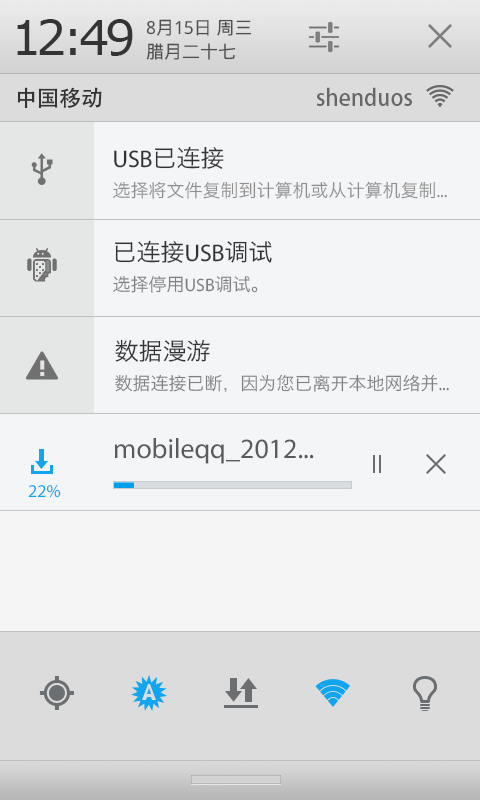 12:49
8月15日 周三
腊月二十七
中国移动
shenduos
USB已连接
选择将文件复制到计算机或从计算机复制...
已连接USB调试
选择停用USB调试。
数据漫游
数据连接已断，因为您已离开本地网络并...
mobileqq_2012...
22%
A